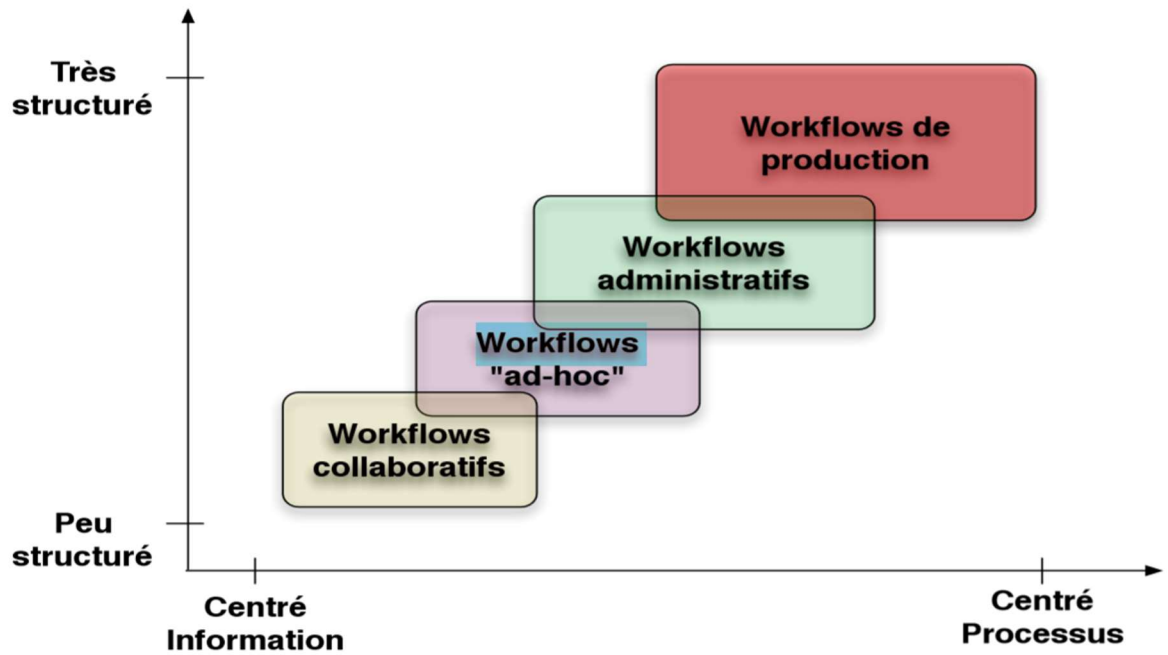 Très
structuré
Workflows de
production
Workflows
administratifs
Workflows
"ad-hoc"
Workflows
collaboratifs
Peu
structuré
Centré
Information
Centré
Processus